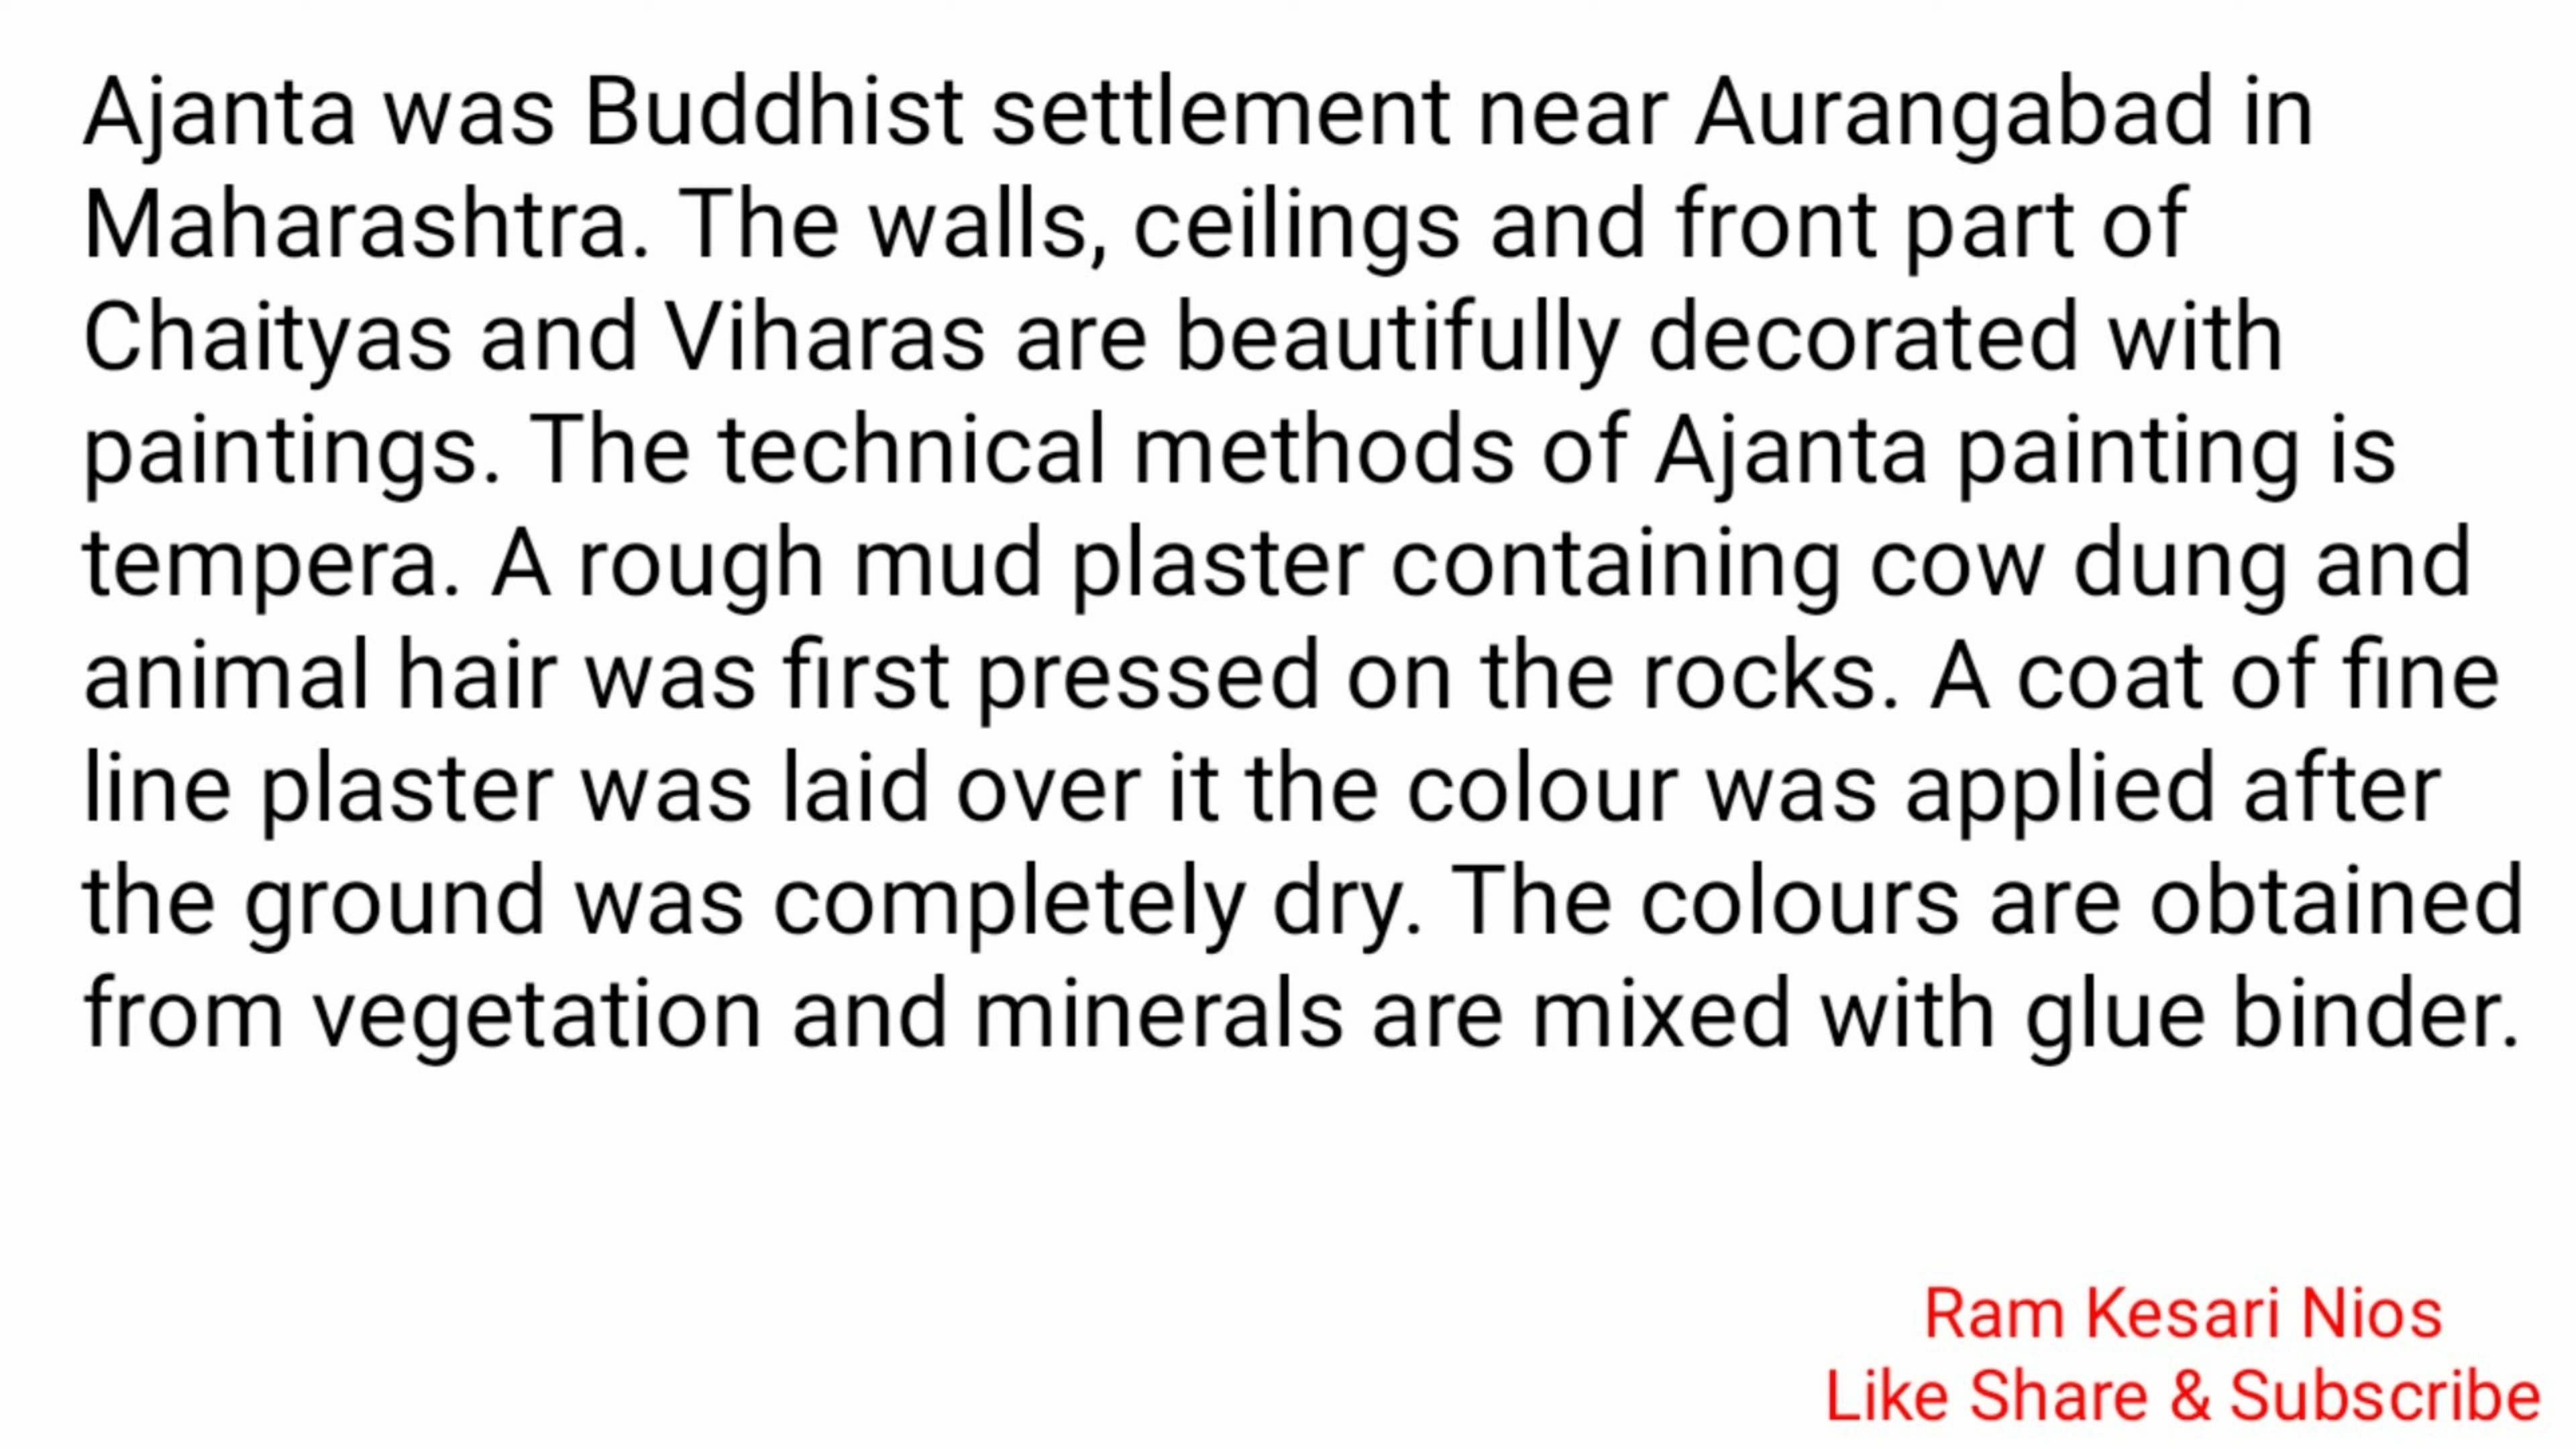 Ajanta was Buddhist settlement near Aurangabad in
Maharashtra. The walls, ceilings and front part of
Chaityas and Viharas are beautifully decorated with
paintings. The technical methods of Ajanta painting is
tempera. A rough mud plaster containing cow dung and
animal hair was first pressed on the rocks. A coat of fine
line plaster was laid over it the colour was applied after
the ground was completely dry. The colours are obtained
from vegetation and minerals are mixed with glue binder.
Ram Kesari Nios
Like Share & Subscribe